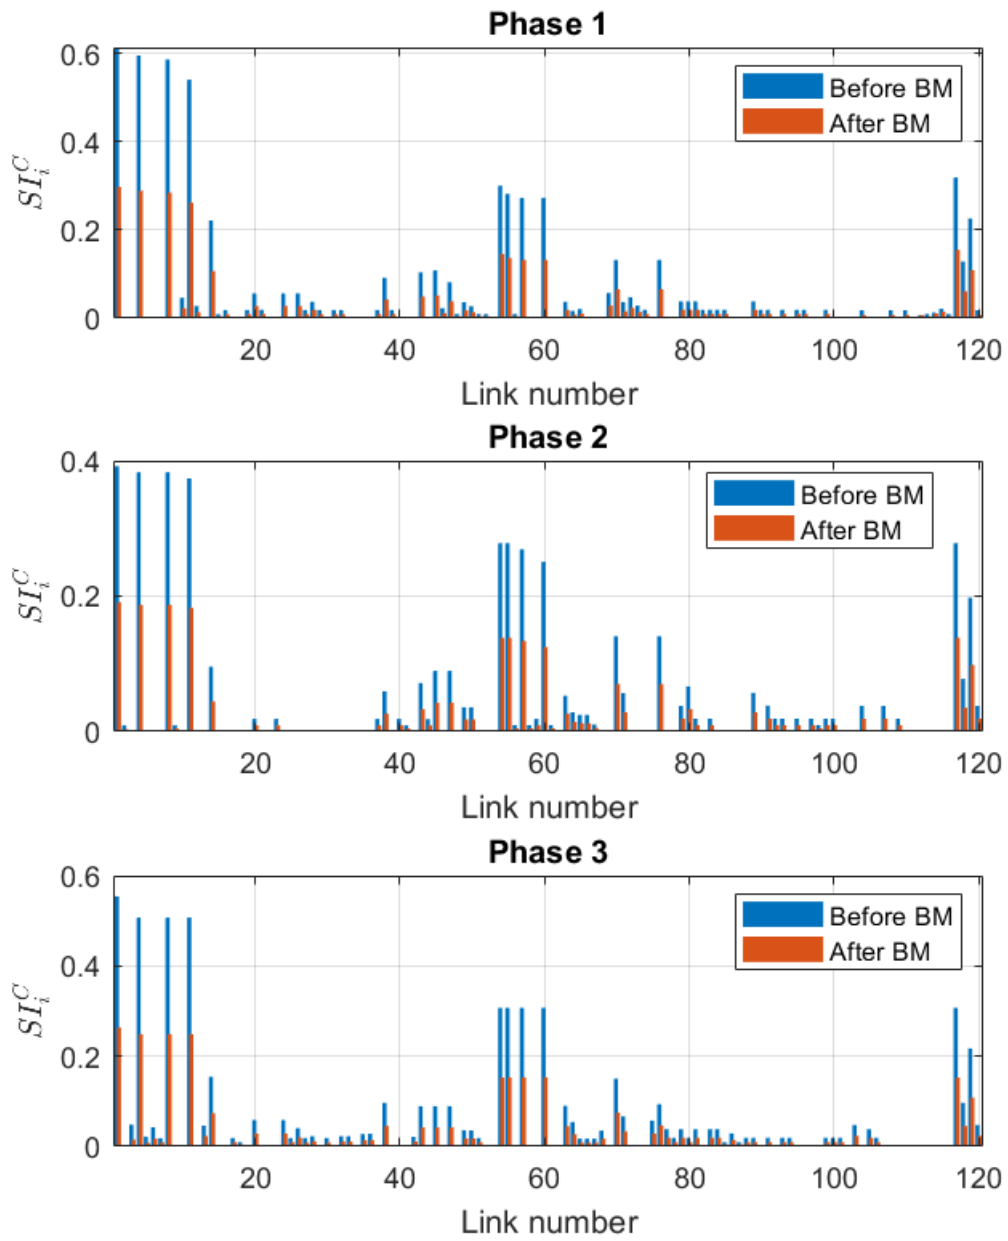 Phase 1
0.6
0.4
0.2
0
SI_i^C
Before BM
After BM
20 40 60 80 100 120
Link number
Phase 2
0.4
0.2
0
SI_i^C
Before BM
After BM
20 40 60 80 100 120
Link number
Phase 3
0.6
0.4
0.2
0
SI_i^C
Before BM
After BM
20 40 60 80 100 120
Link number